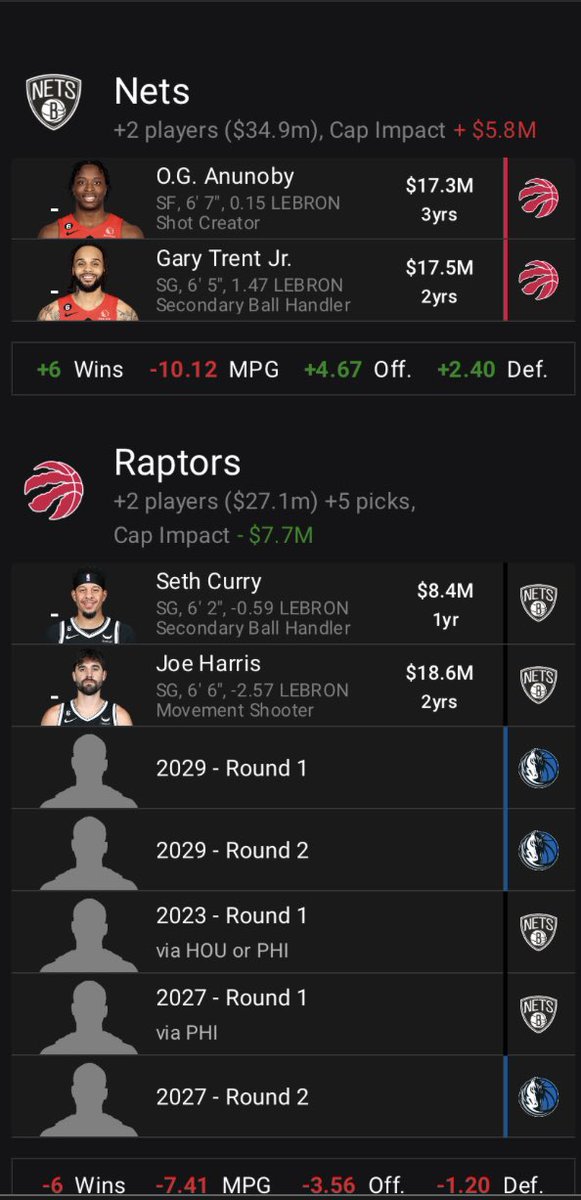 NETS
B
Nets
+2 players ($34.9m), Cap Impact + $5.8M
O.G. Anunoby
SF, 6' 7", 0.15 LEBRON
Shot Creator
$17.3M
3yrs
-
Gary Trent Jr.
SG, 6' 5", 1.47 LEBRON
Secondary Ball Handler
$17.5M
2yrs
-
+6 Wins -10.12 MPG +4.67 Off. +2.40 Def.
Raptors
+2 players ($27.1m) +5 picks,
Cap Impact - $7.7M
Seth Curry
SG, 6' 2", -0.59 LEBRON
Secondary Ball Handler
$8.4M
1yr
-
NETS
B
Joe Harris
SG, 6' 6", -2.57 LEBRON
Movement Shooter
$18.6M
2yrs
-
NETS
B
2029 - Round 1
2029 - Round 2
2023 - Round 1
via HOU or PHI
NETS
B
2027 - Round 1
via PHI
NETS
B
2027 - Round 2
-6 Wins -7.41 MPG -3.56 Off. -1.20 Def.